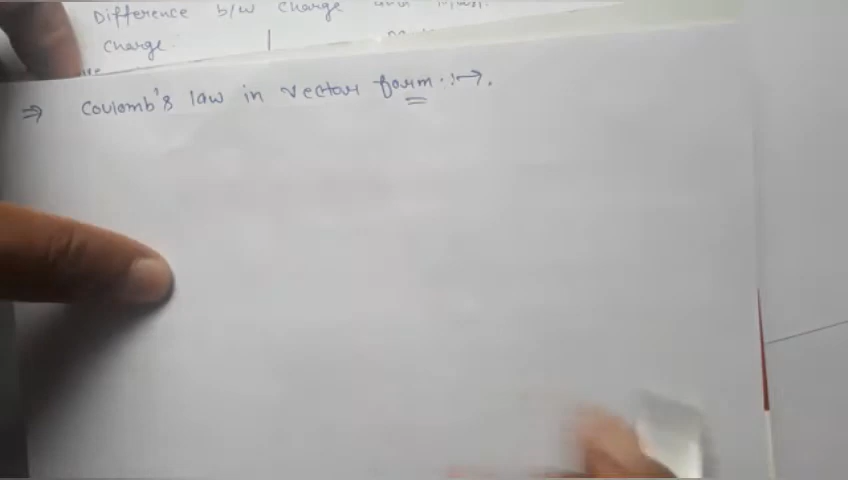 Difference b/w Charge
Charge
⇒ Coulomb's law in vector form :→.